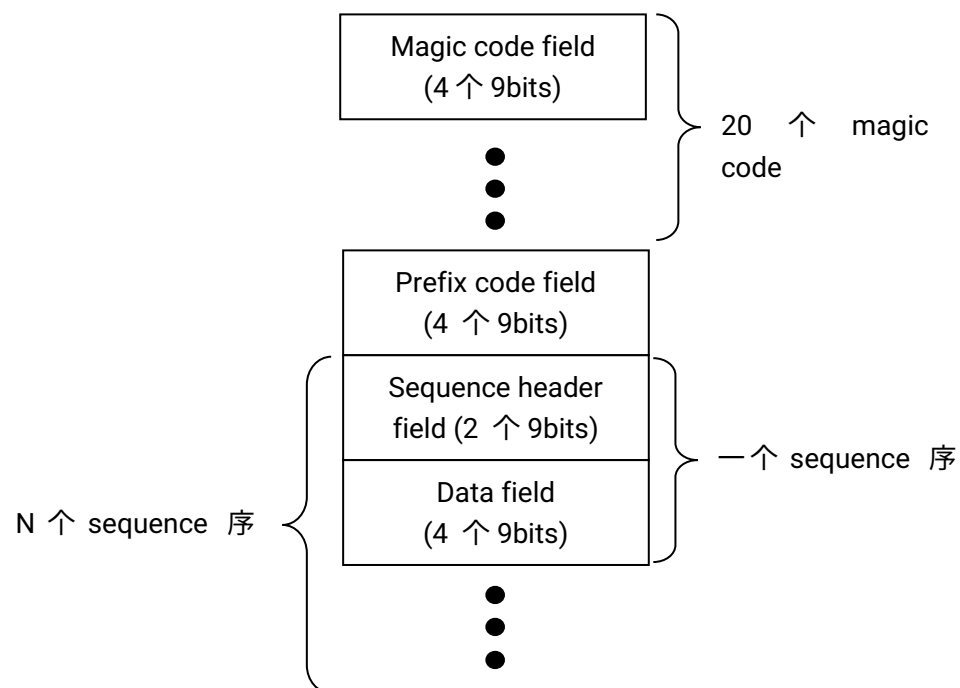 Magic code field
(4 个 9bits)
20 个 magic
code
Prefix code field
(4 个 9bits)
Sequence header
field (2 个 9bits)
一个 sequence 序
Data field
(4 个 9bits)
N 个 sequence 序